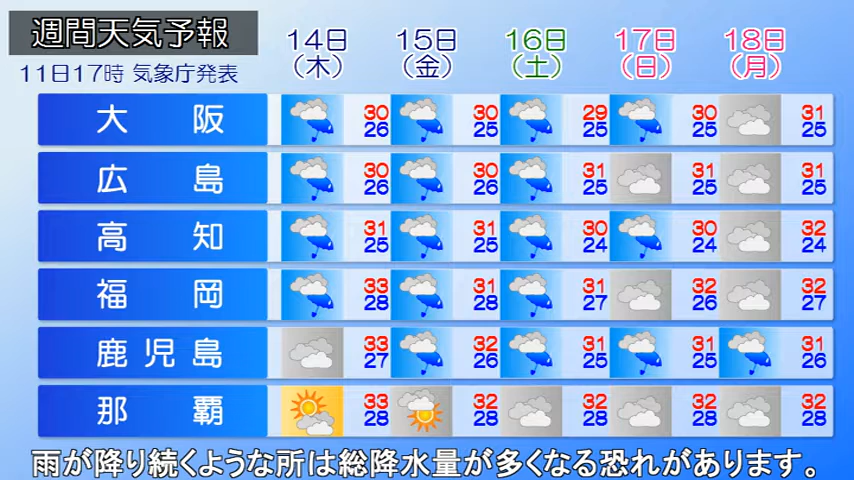 週間天気予報
11日17時 気象庁発表
14日 15日 16日 17日 18日
(木) (金) (土) (日) (月)
大阪 30 26 30 25 29 25 30 25 31 25
広島 30 26 30 26 31 25 31 25 31 25
高知 31 25 31 25 30 24 30 24 32 24
福岡 33 28 31 28 31 27 32 26 32 27
鹿児島 33 27 32 26 31 25 31 25 31 26
那覇 33 28 32 28 32 28 32 28 32 28
雨が降り続くような所は総降水量が多くなる恐れがあります。